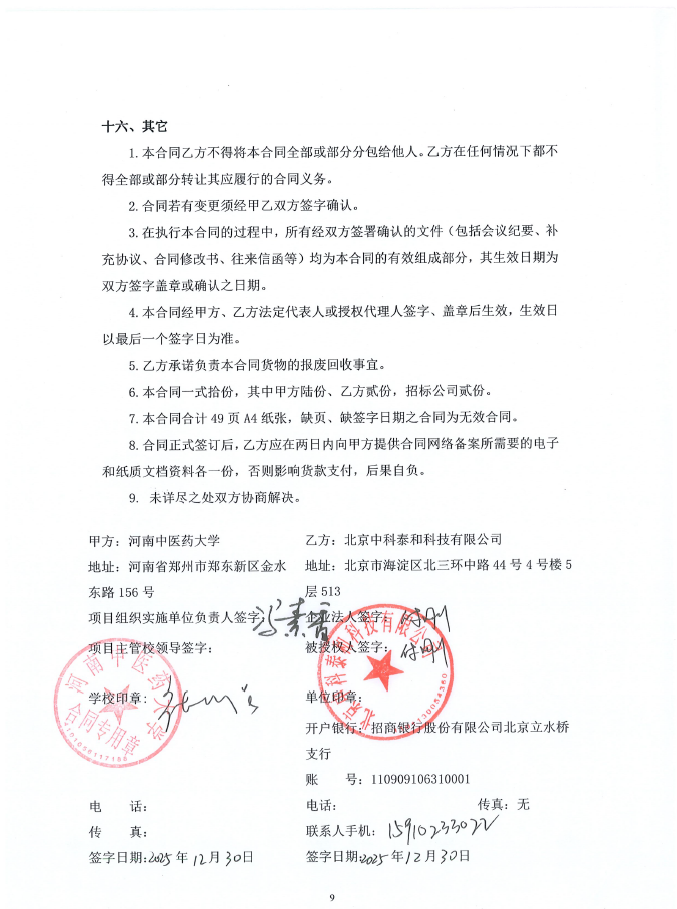 十六、其它
1.本合同乙方不得将本合同全部或部分分包给他人。乙方在任何情况下都不
得全部或部分转让其应履行的合同义务。
2.合同若有变更须经甲乙双方签字确认。
3.在执行本合同的过程中，所有经双方签署确认的文件（包括会议纪要、补
充协议、合同修改书、往来信函等）均为本合同的有效组成部分，其生效日期为
双方签字盖章或确认之日期。
4.本合同经甲方、乙方法定代表人或授权代理人签字、盖章后生效，生效日
以最后一个签字日为准。
5.乙方承诺负责本合同货物的报废回收事宜。
6.本合同一式拾份，其中甲方陆份、乙方贰份，招标公司贰份。
7.本合同合计 49 页 A4 纸张，缺页、缺签字日期之合同为无效合同。
8.合同正式签订后，乙方应在两日内向甲方提供合同网络备案所需要的电子
和纸质文档资料各一份，否则影响货款支付，后果自负。
9. 未详尽之处双方协商解决。
甲方：河南中医药大学
地址：河南省郑州市郑东新区金水
东路 156 号
项目组织实施单位负责人签字：
项目主管校领导签字：
学校印章：
河南中医药大学
合同专用章
电 话：
传 真：
签字日期:2025 年 12 月 30 日
乙方：北京中科泰和科技有限公司
地址：北京市海淀区北三环中路 44 号 4 号楼 5
层 513
企业法人签字：
被授权人签字：
单位印章：
北京中科泰和科技有限公司
开户银行：招商银行股份有限公司北京立水桥
支行
账 号：110909106310001
电话： 传真：无
联系人手机：15910233022
签字日期:2025 年 12 月 30 日
9